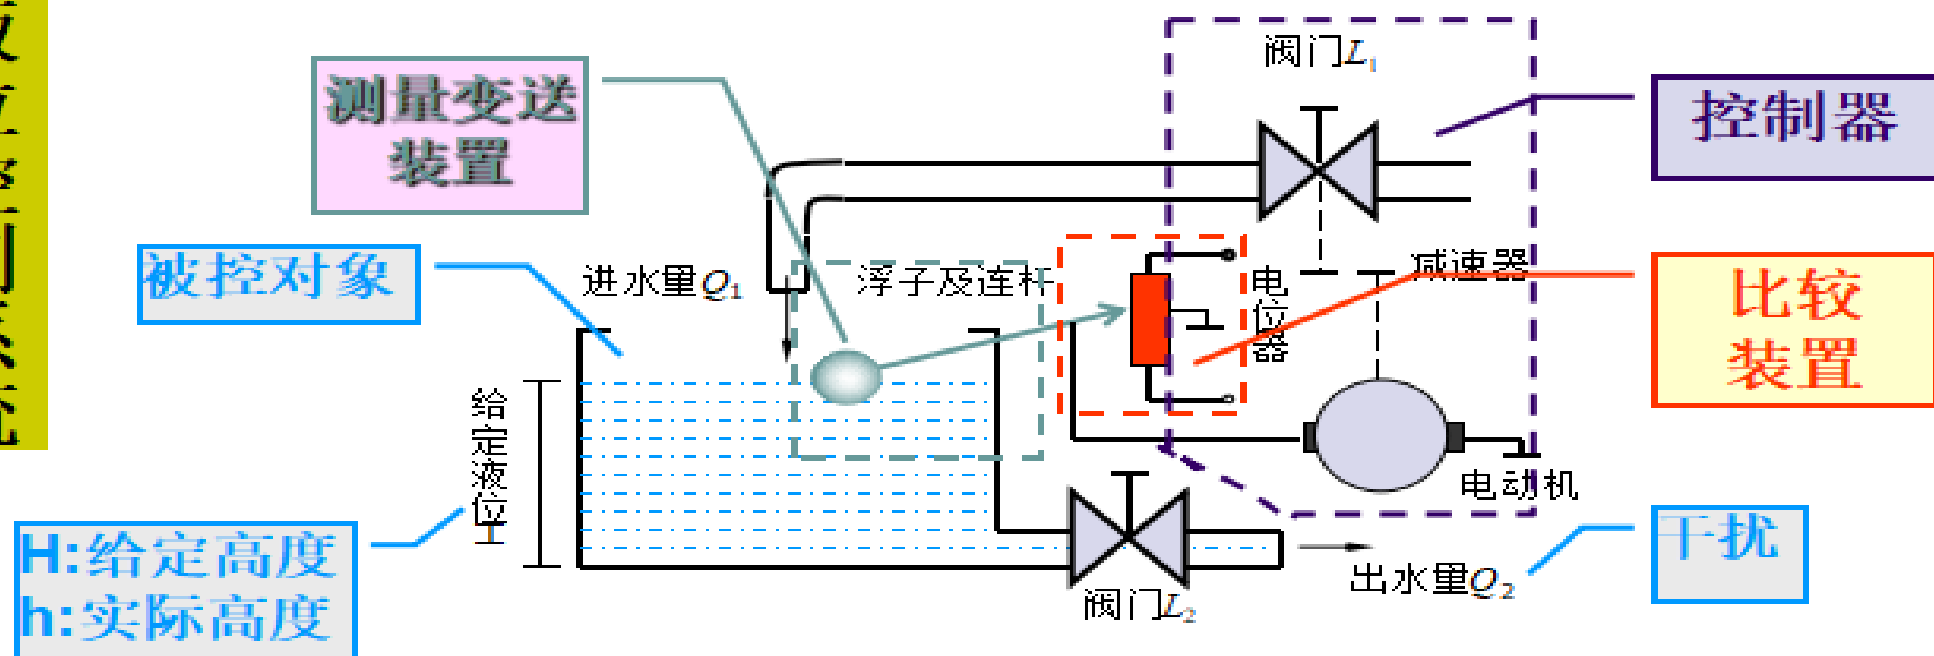 阀门L₁
测量变送
装置
控制器
被控对象
进水量Q₁
浮子及连杆
电位器
减速器
比较
装置
给定液位
电动机
H:给定高度
h:实际高度
干扰
出水量Q₂
阀门L₂